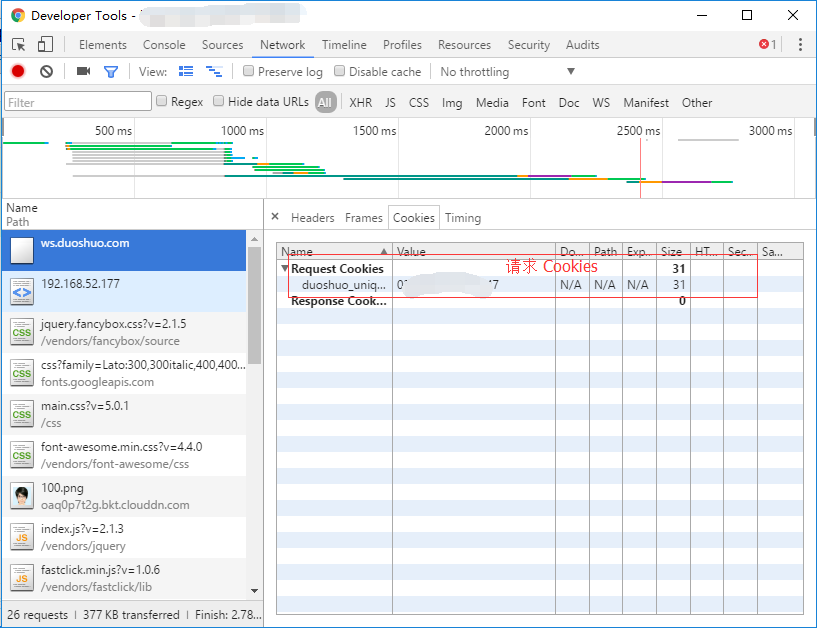 Developer Tools -
Elements Console Sources Network Timeline Profiles Resources Security Audits 1
View: Preserve log Disable cache No throttling
Filter Regex Hide data URLs All XHR JS CSS Img Media Font Doc WS Manifest Other
500 ms 1000 ms 1500 ms 2000 ms 2500 ms 3000 ms
Name
Path
× Headers Frames Cookies Timing
ws.duoshuo.com
192.168.52.177
jquery.fancybox.css?v=2.1.5
/vendors/fancybox/source
css?family=Lato:300,300italic,400,400...
fonts.googleapis.com
main.css?v=5.0.1
/css
font-awesome.min.css?v=4.4.0
/vendors/font-awesome/css
100.png
oaq0p7t2g.bkt.clouddn.com
index.js?v=2.1.3
/vendors/jquery
fastclick.min.js?v=1.0.6
/vendors/fastclick/lib
26 requests | 377 KB transferred | Finish: 2.78...
Name Value Do... Path Exp... Size HT... Sec... Sa...
Request Cookies 请求 Cookies 31
duoshuo_uniq... N/A N/A N/A 31
Response Cook... 0